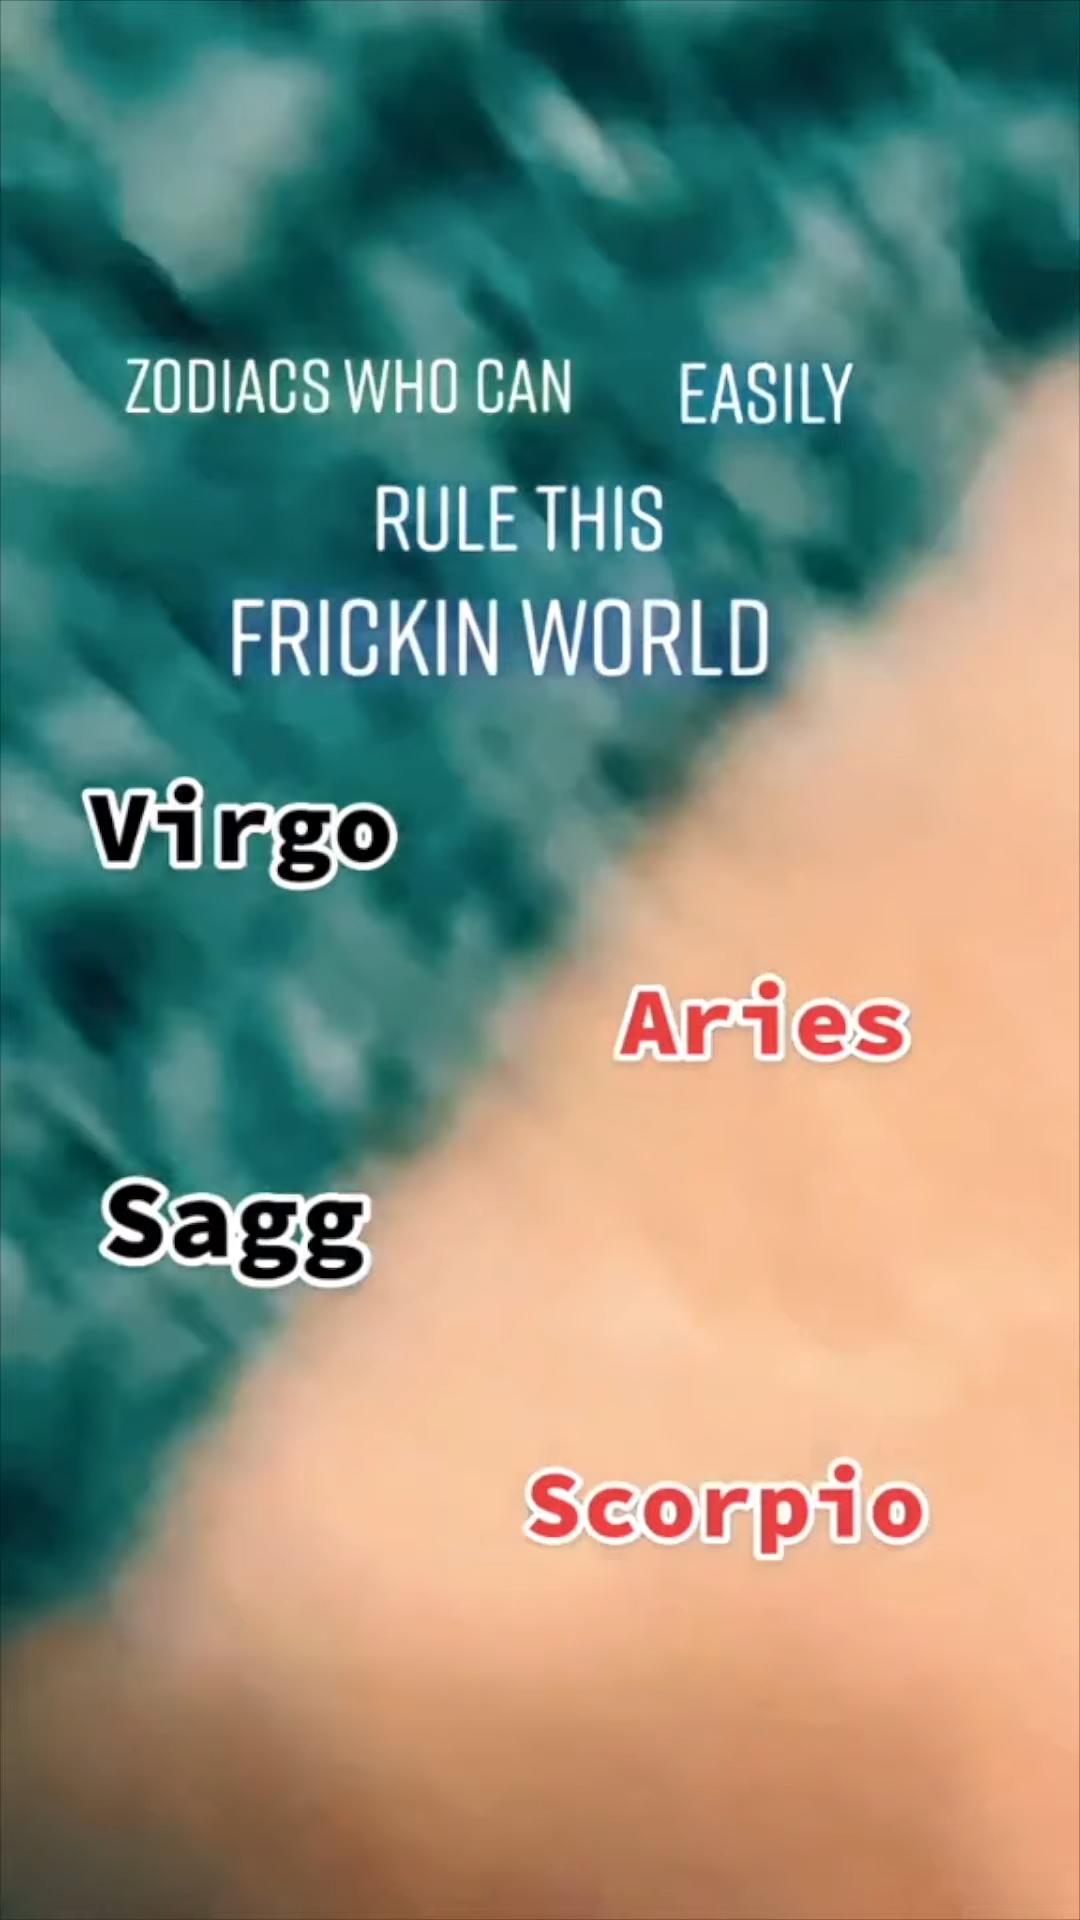 ZODIACS WHO CAN EASILY
RULE THIS
FRICKIN WORLD
Virgo
Aries
Sagg
Scorpio